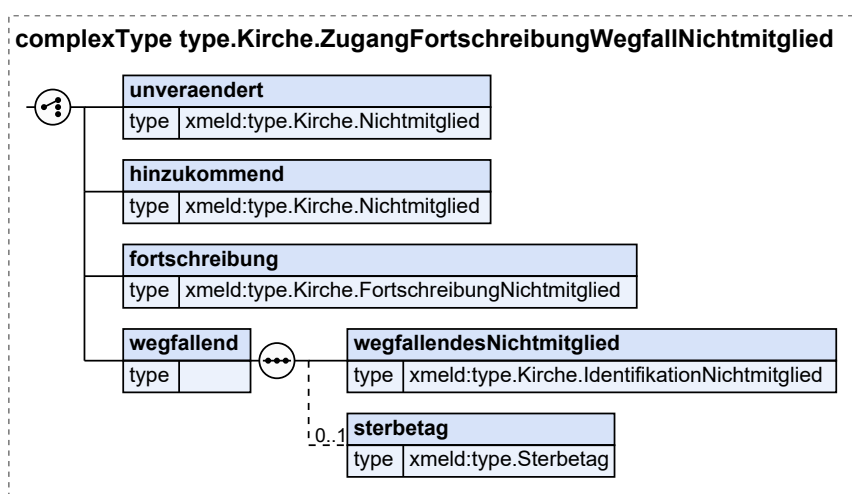 complexType type.Kirche.ZugangFortschreibungWegfallNichtmitglied
unveraendert
type xmeld:type.Kirche.Nichtmitglied
hinzukommend
type xmeld:type.Kirche.Nichtmitglied
fortschreibung
type xmeld:type.Kirche.FortschreibungNichtmitglied
wegfallend
type
wegfallendesNichtmitglied
type xmeld:type.Kirche.IdentifikationNichtmitglied
0..1
sterbetag
type xmeld:type.Sterbetag